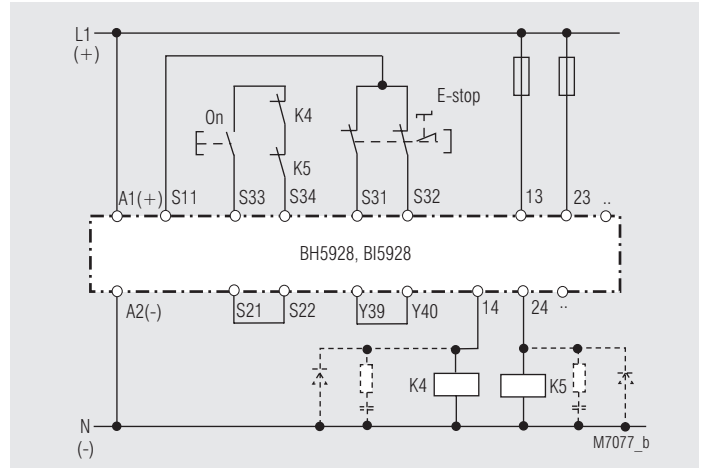 L1
(+)
E-stop
On
K4
K5
A1(+) S11 S33 S34 S31 S32 13 23 ..
BH5928, BI5928
A2(-) S21 S22 Y39 Y40 14 24 ..
K4 K5
N
(-)
M7077_b